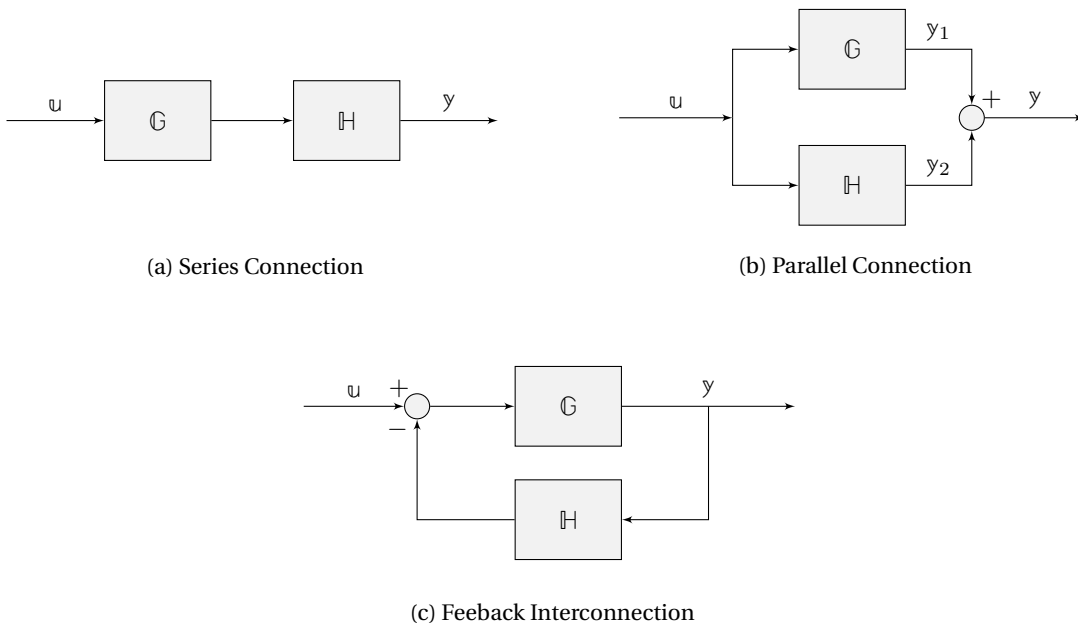 𝕦
𝔾
ℍ
𝕪
(a) Series Connection
𝕦
𝔾
𝕪₁
ℍ
𝕪₂
+
𝕪
(b) Parallel Connection
𝕦
+
−
𝔾
𝕪
ℍ
(c) Feeback Interconnection